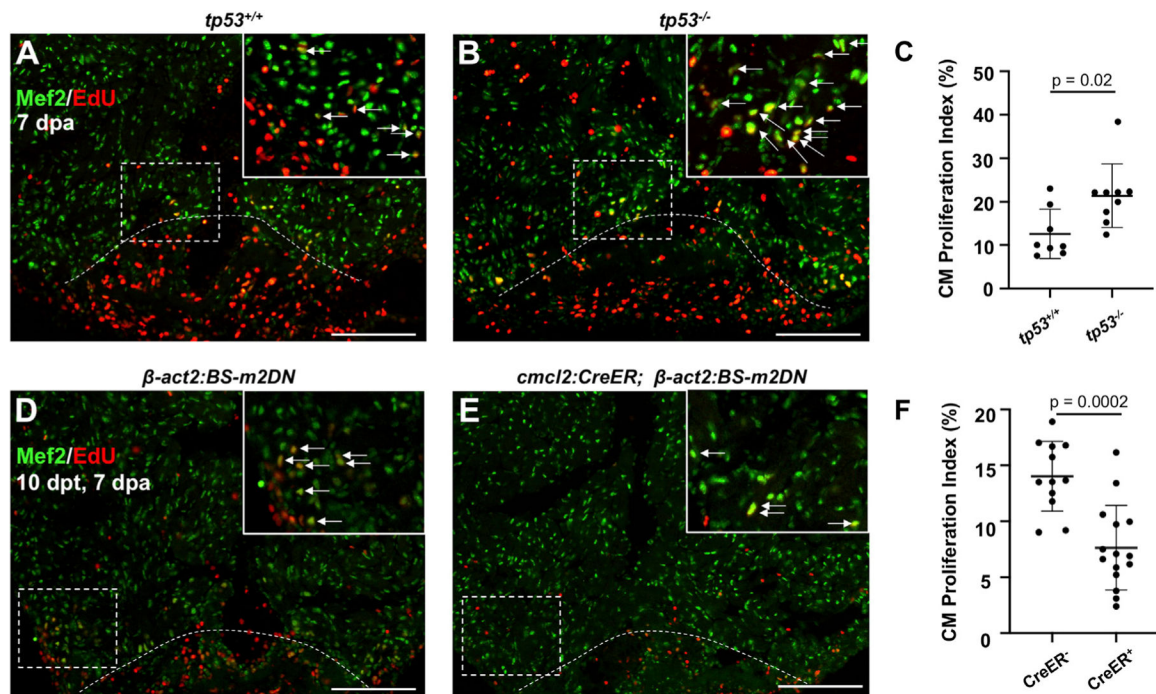 tp53+/+
tp53-/-
A
Mef2/EdU
7 dpa
B
C
CM Proliferation Index (%)
p = 0.02
50
40
30
20
10
0
tp53+/+
tp53-/-
β-act2:BS-m2DN
cmcl2:CreER; β-act2:BS-m2DN
D
Mef2/EdU
10 dpt, 7 dpa
E
F
CM Proliferation Index (%)
p = 0.0002
20
15
10
5
0
CreER-
CreER+